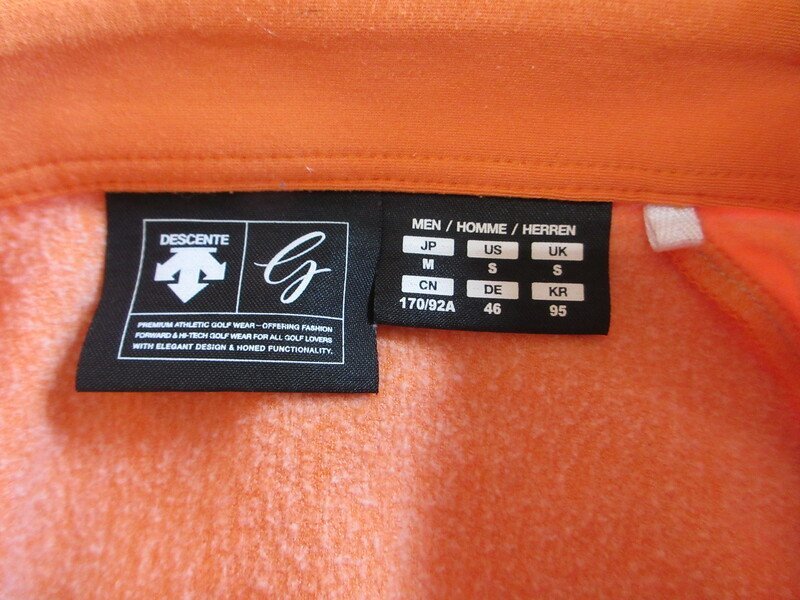 DESCENTE
G
PREMIUM ATHLETIC GOLF WEAR – OFFERING FASHION
FORWARD & HI-TECH GOLF WEAR FOR ALL GOLF LOVERS
WITH ELEGANT DESIGN & HONED FUNCTIONALITY.
MEN / HOMME / HERREN
JP US UK
M S S
CN DE KR
170/92A 46 95